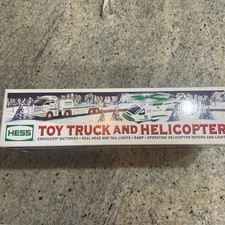 HESS
TOY TRUCK AND HELICOPTER
ENERGIZER® BATTERIES • REAL HEAD AND TAIL LIGHTS • RAMP • OPERATING HELICOPTER ROTORS AND LIGHTS